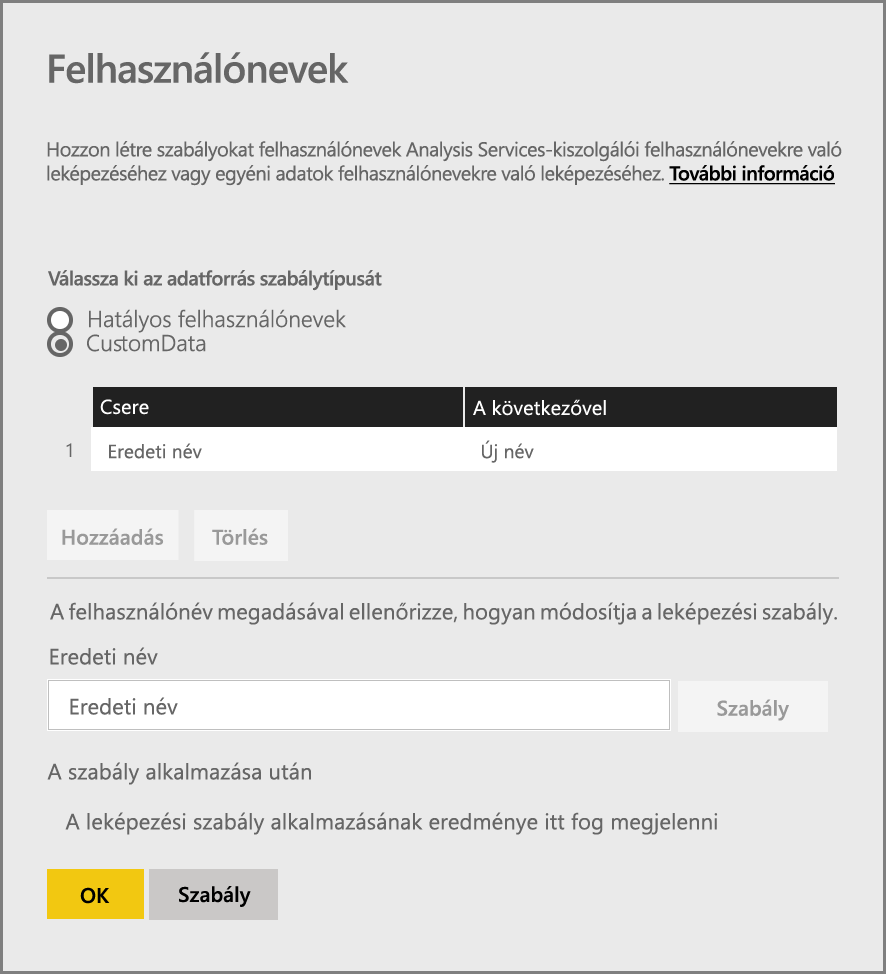 Felhasználónevek
Hozzon létre szabályokat felhasználónevek Analysis Services-kiszolgálói felhasználónevekre való
leképezéséhez vagy egyéni adatok felhasználónevekre való leképezéséhez. További információ
Válassza ki az adatforrás szabálytípusát
Hatályos felhasználónevek
CustomData
Csere A következővel
1 Eredeti név Új név
Hozzáadás Törlés
A felhasználónév megadásával ellenőrizze, hogyan módosítja a leképezési szabály.
Eredeti név
Eredeti név Szabály
A szabály alkalmazása után
A leképezési szabály alkalmazásának eredménye itt fog megjelenni
OK Szabály